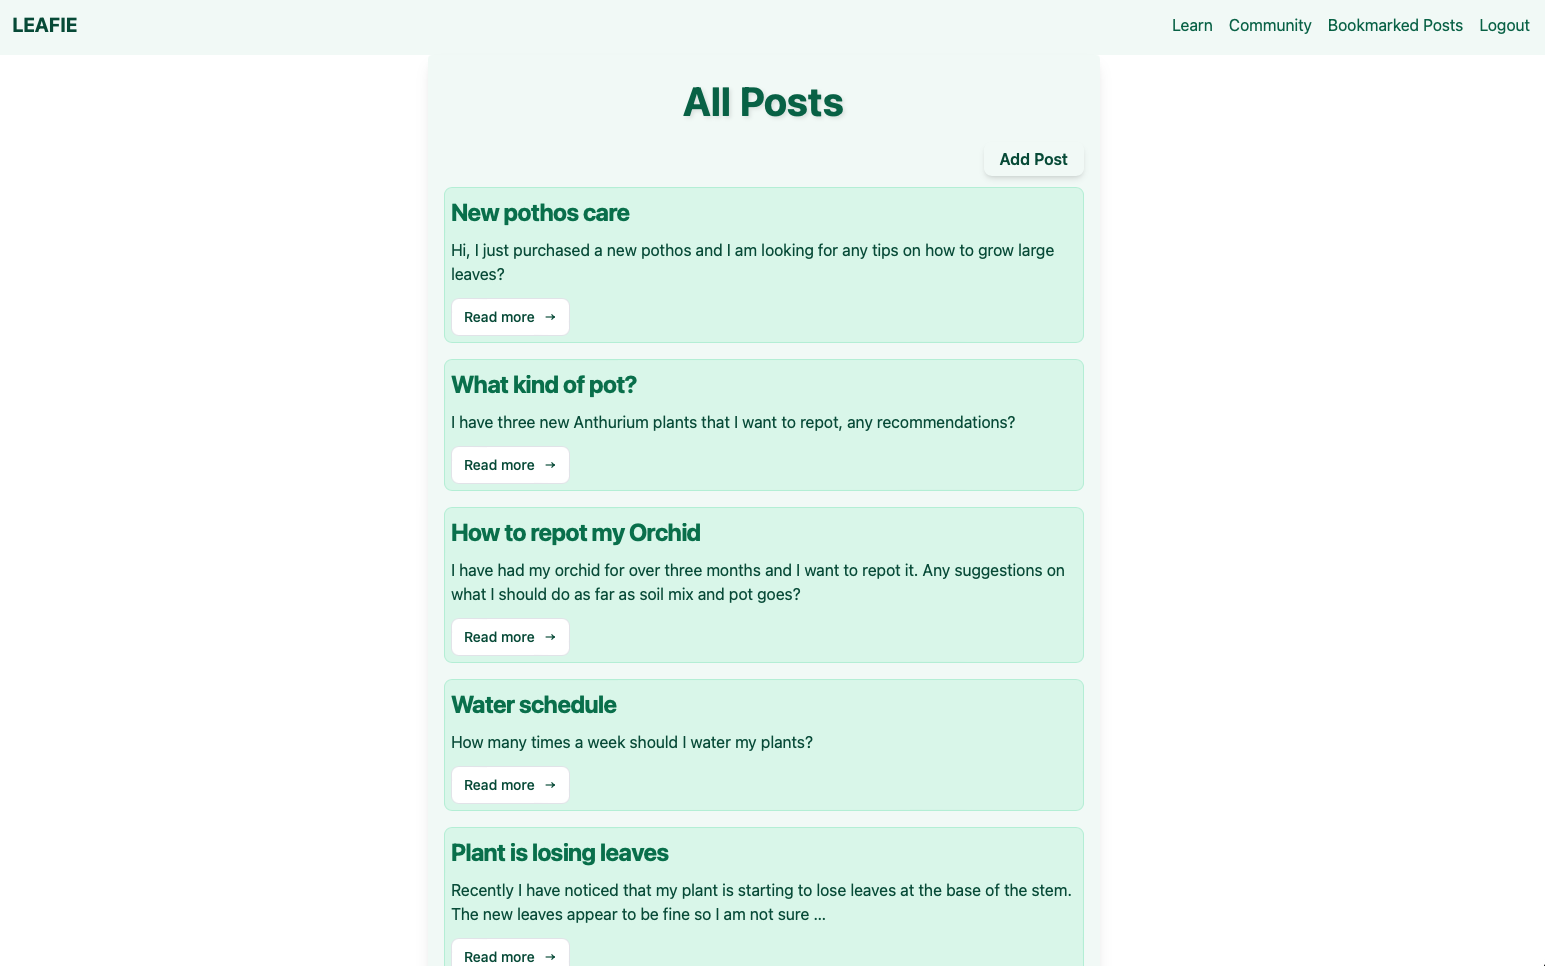 LEAFIE
Learn Community Bookmarked Posts Logout
All Posts
Add Post
New pothos care
Hi, I just purchased a new pothos and I am looking for any tips on how to grow large
leaves?
Read more →
What kind of pot?
I have three new Anthurium plants that I want to repot, any recommendations?
Read more →
How to repot my Orchid
I have had my orchid for over three months and I want to repot it. Any suggestions on
what I should do as far as soil mix and pot goes?
Read more →
Water schedule
How many times a week should I water my plants?
Read more →
Plant is losing leaves
Recently I have noticed that my plant is starting to lose leaves at the base of the stem.
The new leaves appear to be fine so I am not sure ...
Read more →